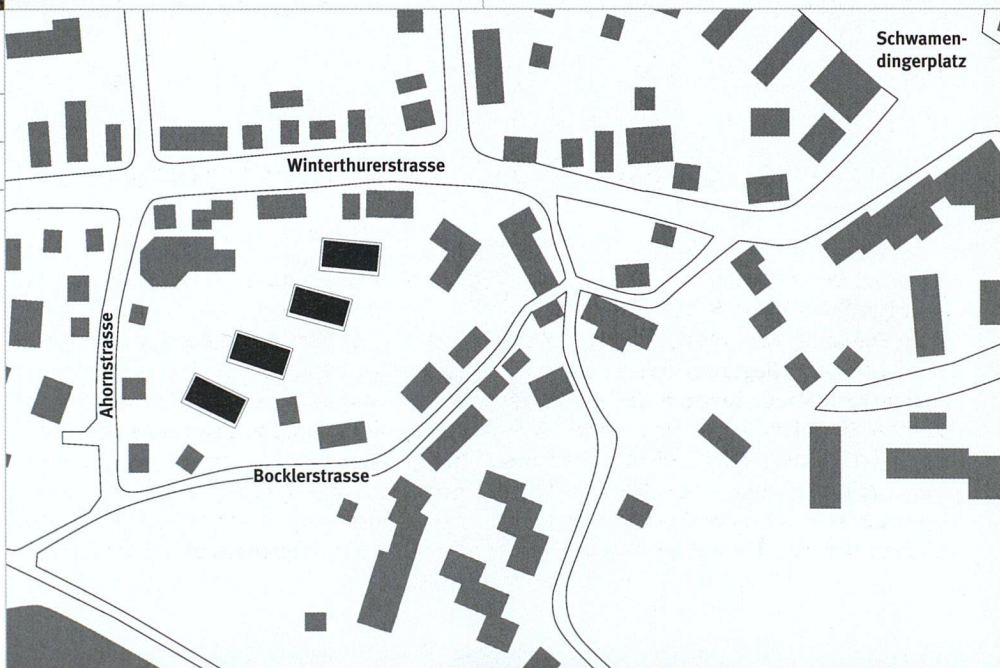 Schwamen-
dingerplatz
Winterthurerstrasse
Ahornstrasse
Bocklerstrasse